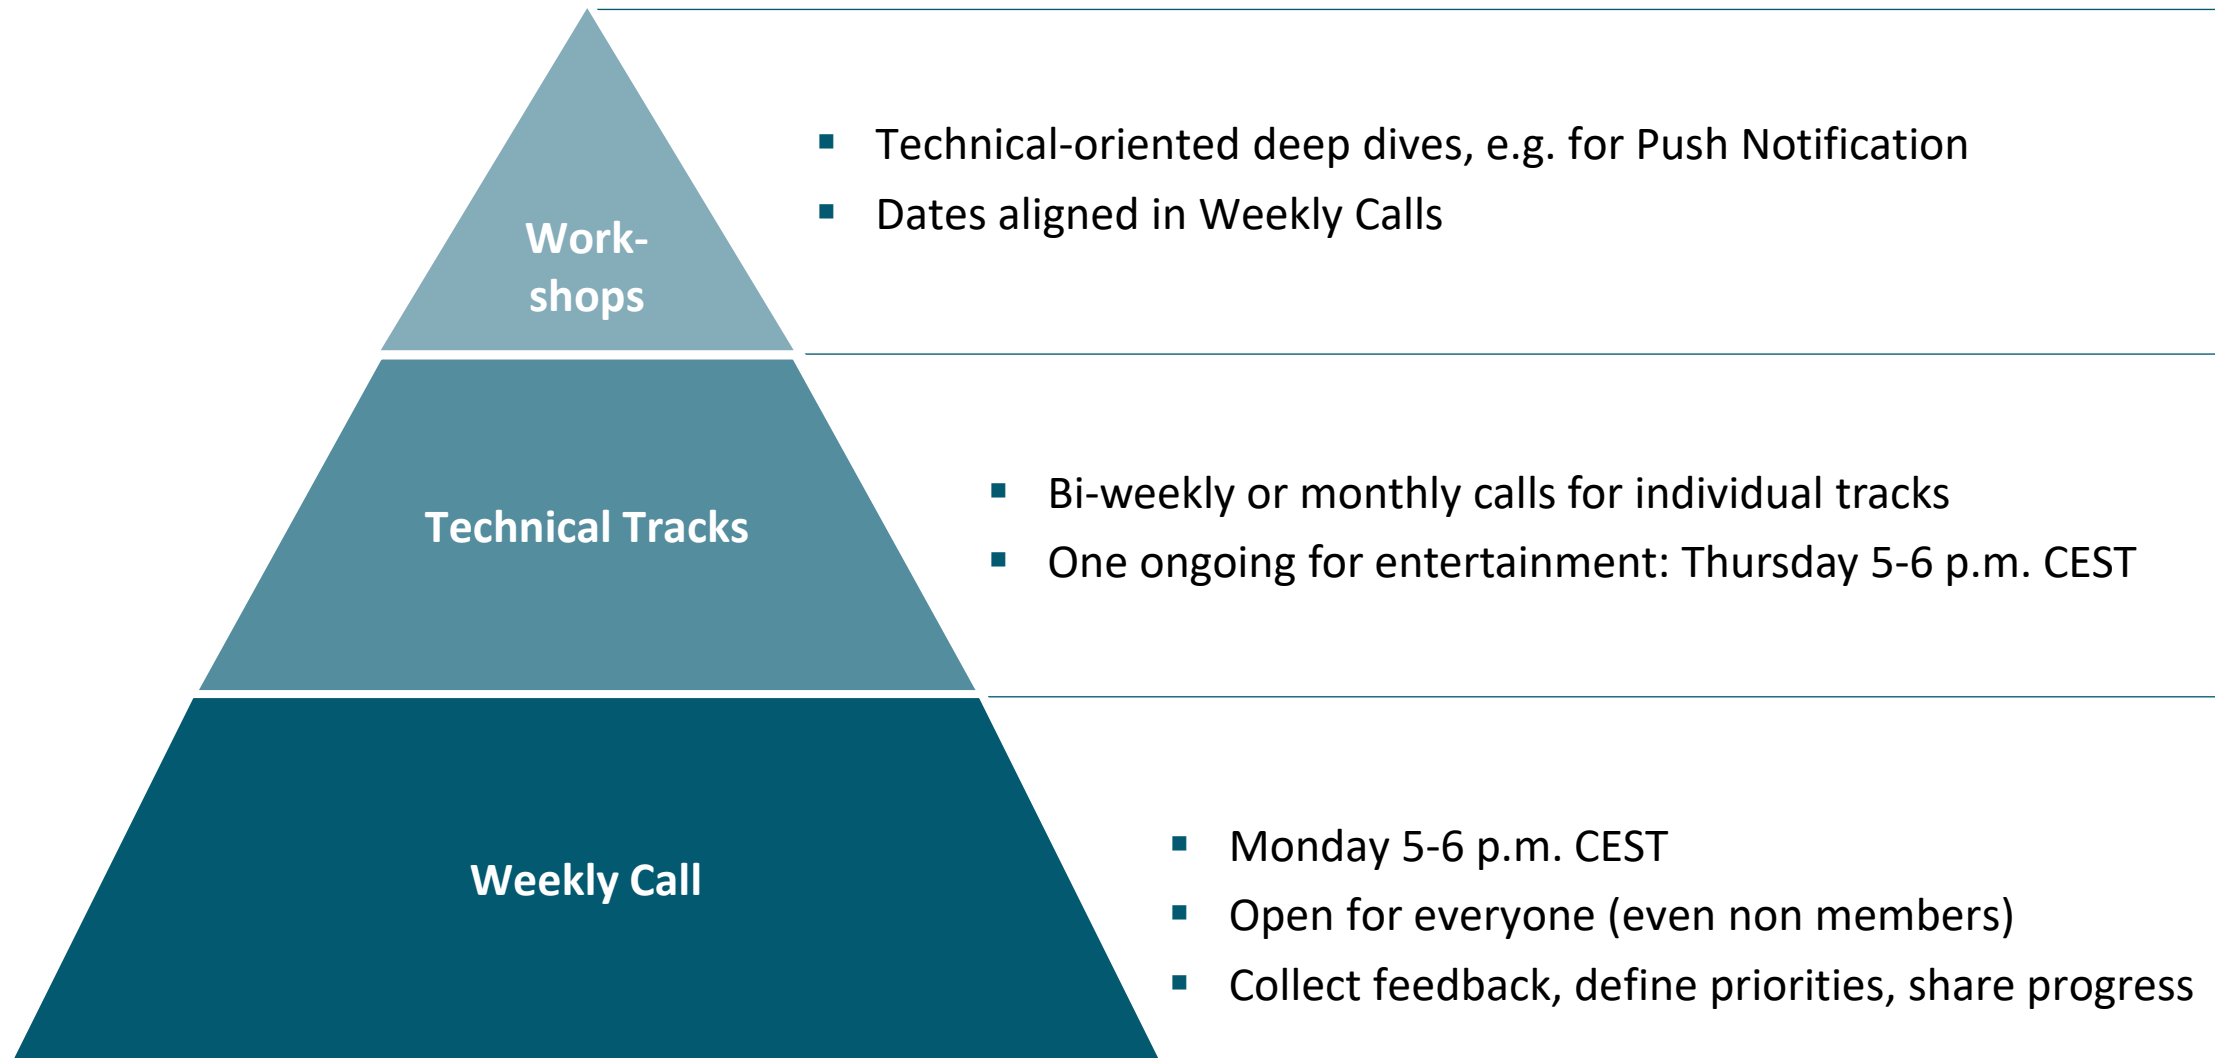 Work-
shops
▪ Technical-oriented deep dives, e.g. for Push Notification
▪ Dates aligned in Weekly Calls
Technical Tracks
▪ Bi-weekly or monthly calls for individual tracks
▪ One ongoing for entertainment: Thursday 5-6 p.m. CEST
Weekly Call
▪ Monday 5-6 p.m. CEST
▪ Open for everyone (even non members)
▪ Collect feedback, define priorities, share progress